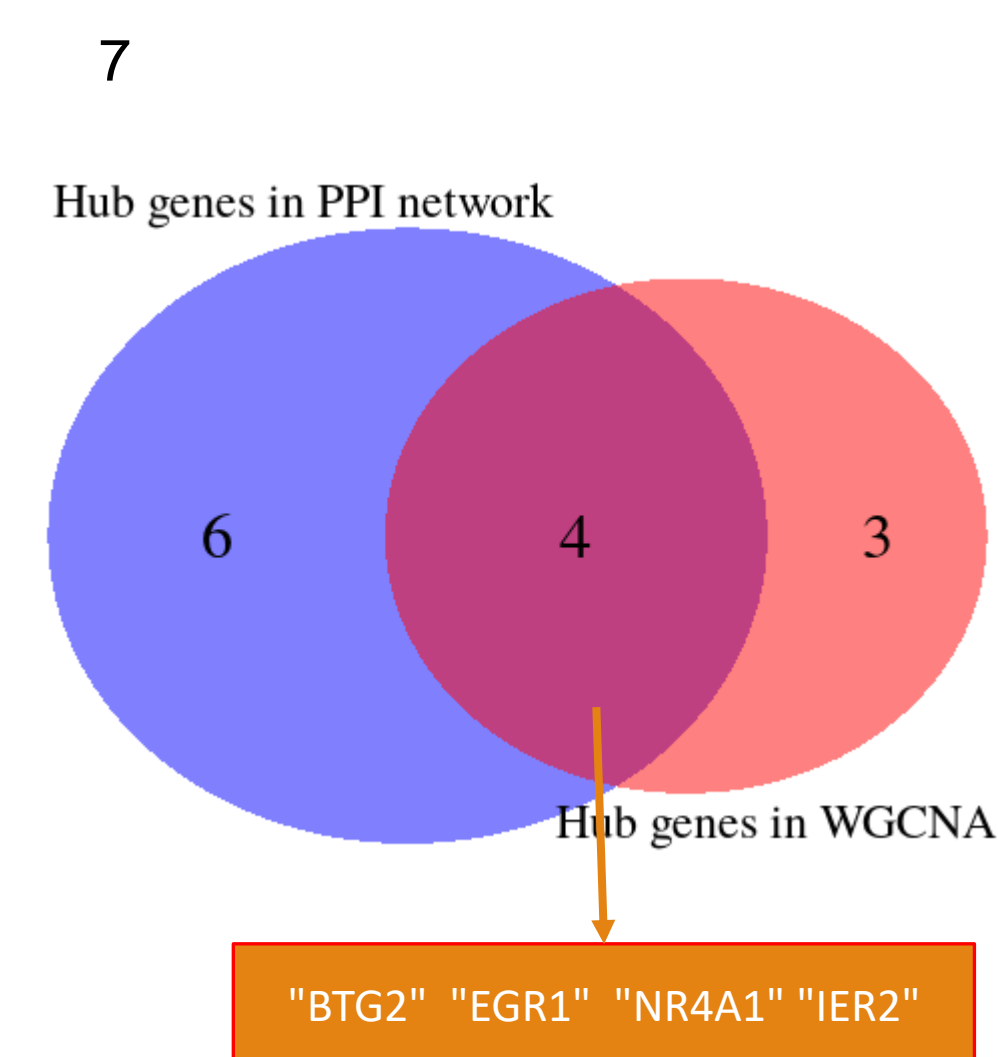 7
Hub genes in PPI network
6 4 3
Hub genes in WGCNA
"BTG2" "EGR1" "NR4A1" "IER2"